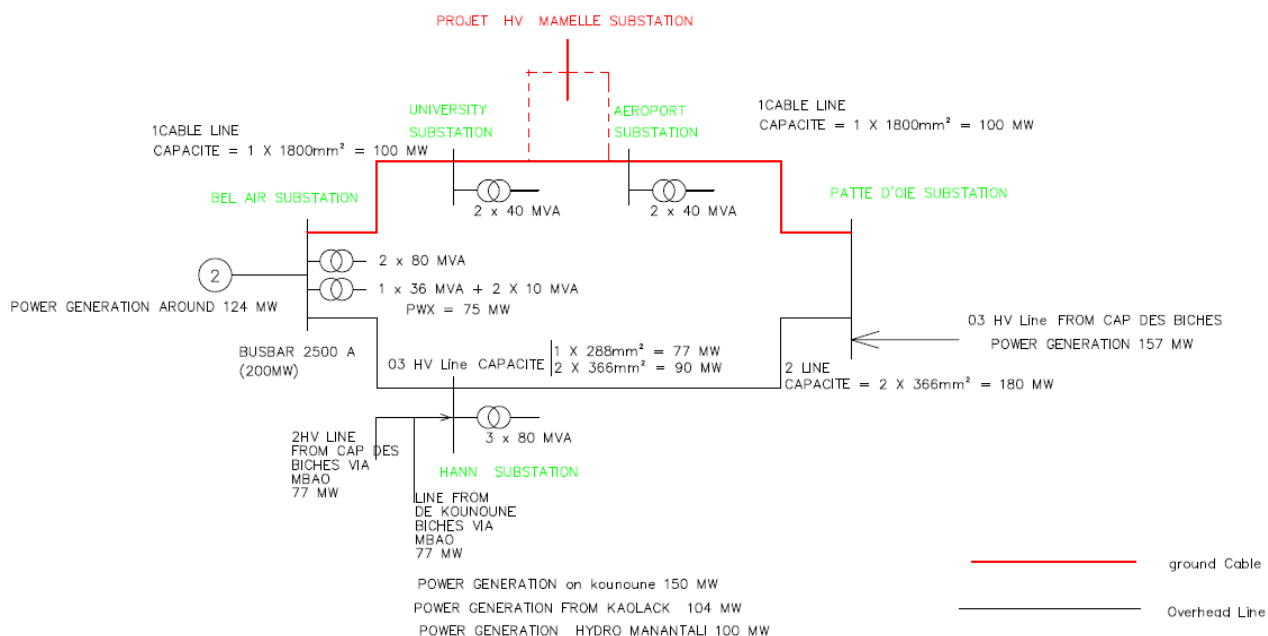 PROJET HV MAMELLE SUBSTATION
UNIVERSITY
SUBSTATION
AEROPORT
SUBSTATION
1CABLE LINE
CAPACITE = 1 X 1800mm² = 100 MW
1CABLE LINE
CAPACITE = 1 X 1800mm² = 100 MW
BEL AIR SUBSTATION
PATTE D'OIE SUBSTATION
2 x 40 MVA
2 x 40 MVA
2
2 x 80 MVA
1 x 36 MVA + 2 X 10 MVA
PWX = 75 MW
POWER GENERATION AROUND 124 MW
03 HV Line FROM CAP DES BICHES
POWER GENERATION 157 MW
BUSBAR 2500 A
(200MW)
03 HV Line CAPACITE
1 X 288mm² = 77 MW
2 X 366mm² = 90 MW
2 LINE
CAPACITE = 2 X 366mm² = 180 MW
3 x 80 MVA
2HV LINE
FROM CAP DES
BICHES VIA
MBAO
77 MW
HANN SUBSTATION
LINE FROM
DE KOUNOUNE
BICHES VIA
MBAO
77 MW
POWER GENERATION on kounoune 150 MW
POWER GENERATION FROM KAOLACK 104 MW
POWER GENERATION HYDRO MANANTALI 100 MW
ground Cable
Overhead Line